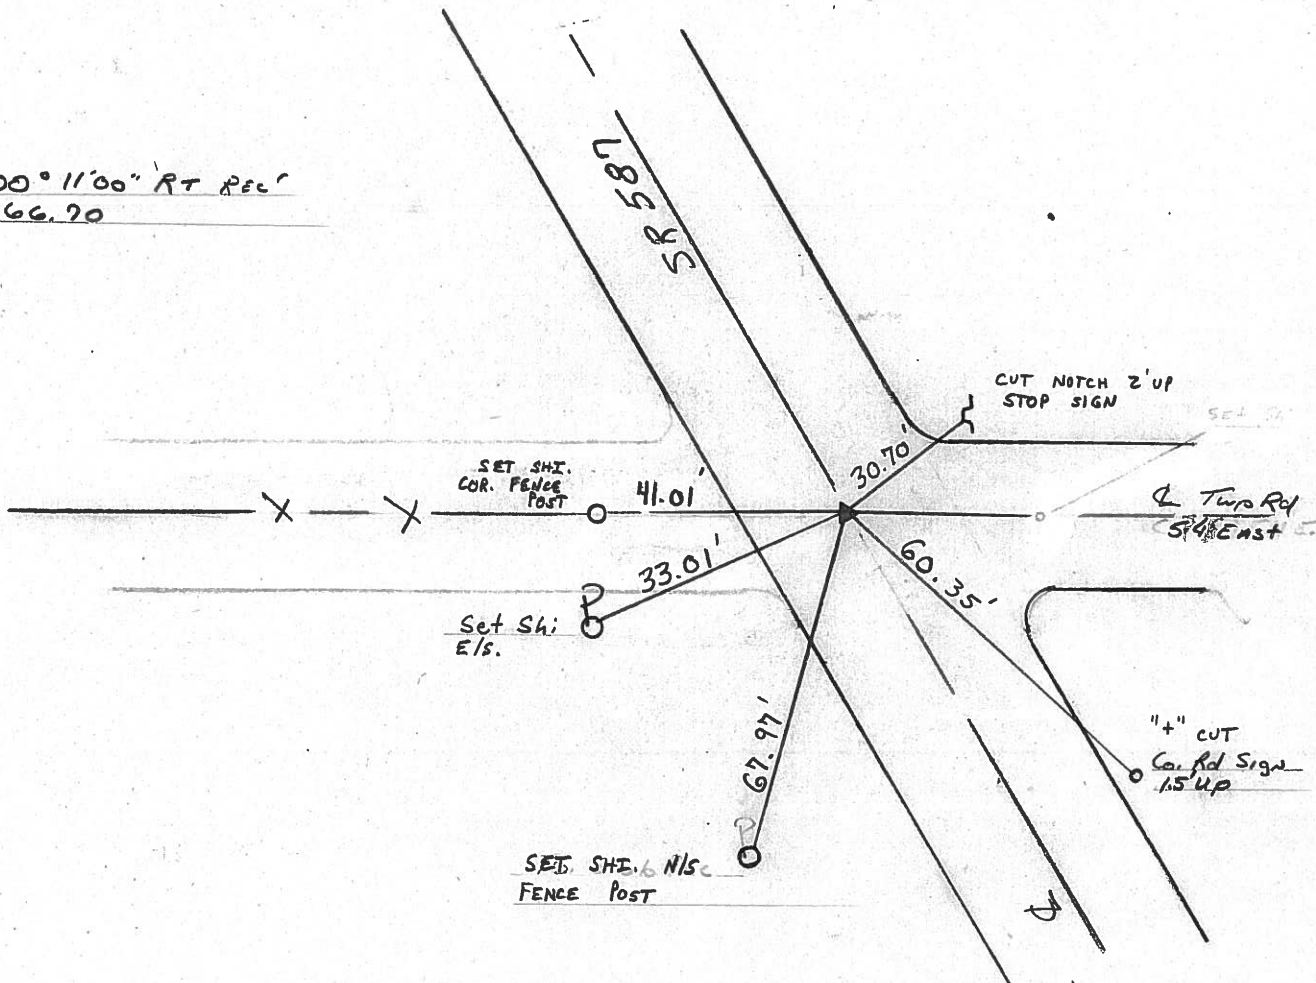 00° 11'00" RT REC'
66.70
SR 587
CUT NOTCH 2'UP
STOP SIGN
30.70'
SET SHI.
COR. FENCE
POST
41.01'
℄ Twp Rd
East
33.01'
60.35'
Set Shi
E/S.
67.97'
"+" CUT
Co. Rd Sign
1.5'Up
SET. SHI. N/S
FENCE POST
℄